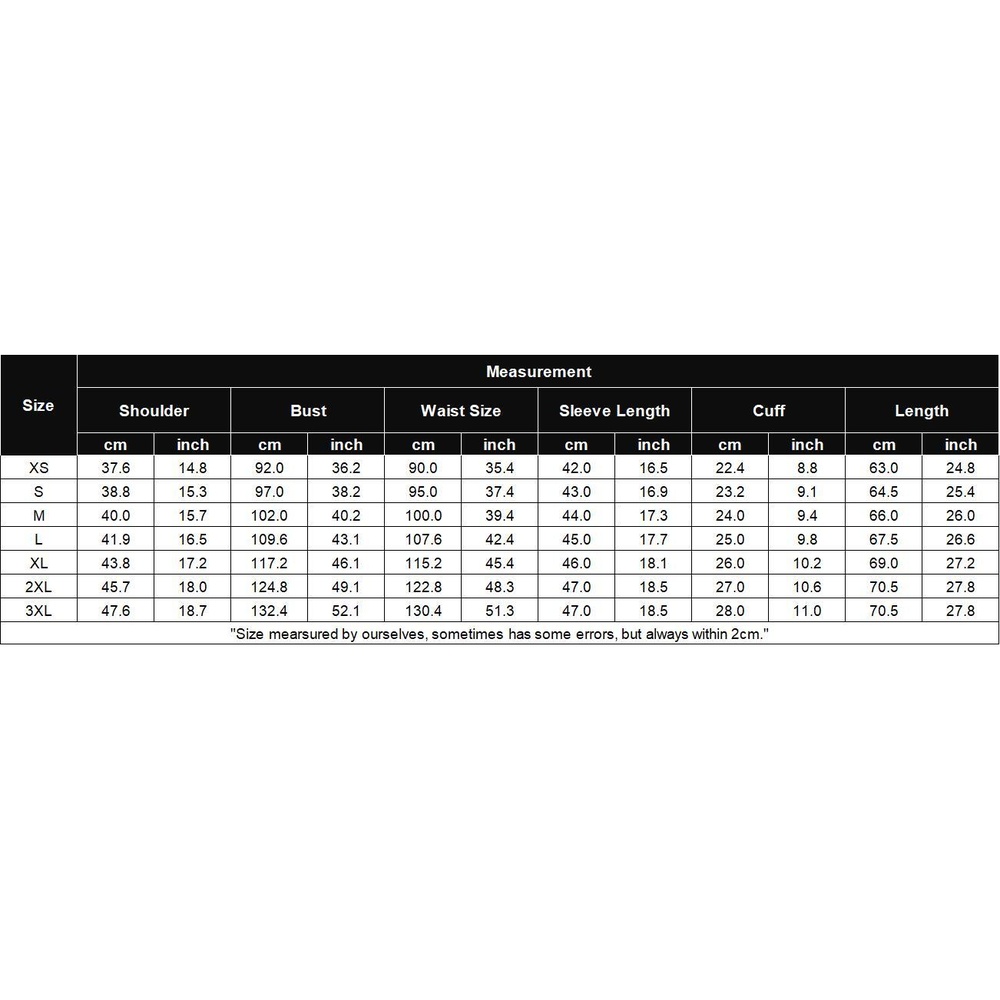 Size Measurement
Shoulder Bust Waist Size Sleeve Length Cuff Length
cm inch cm inch cm inch cm inch cm inch cm inch
XS 37.6 14.8 92.0 36.2 90.0 35.4 42.0 16.5 22.4 8.8 63.0 24.8
S 38.8 15.3 97.0 38.2 95.0 37.4 43.0 16.9 23.2 9.1 64.5 25.4
M 40.0 15.7 102.0 40.2 100.0 39.4 44.0 17.3 24.0 9.4 66.0 26.0
L 41.9 16.5 109.6 43.1 107.6 42.4 45.0 17.7 25.0 9.8 67.5 26.6
XL 43.8 17.2 117.2 46.1 115.2 45.4 46.0 18.1 26.0 10.2 69.0 27.2
2XL 45.7 18.0 124.8 49.1 122.8 48.3 47.0 18.5 27.0 10.6 70.5 27.8
3XL 47.6 18.7 132.4 52.1 130.4 51.3 47.0 18.5 28.0 11.0 70.5 27.8
"Size mearsured by ourselves, sometimes has some errors, but always within 2cm."